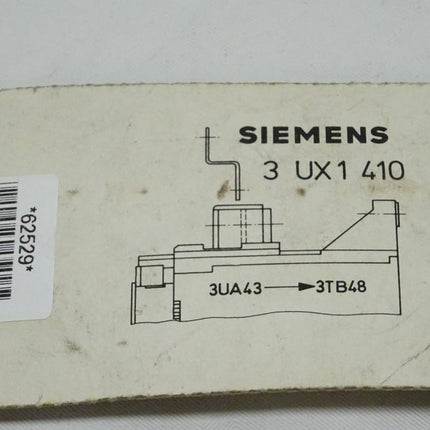 SIEMENS
3 UX1 410
3UA43 → 3TB48
*62529*